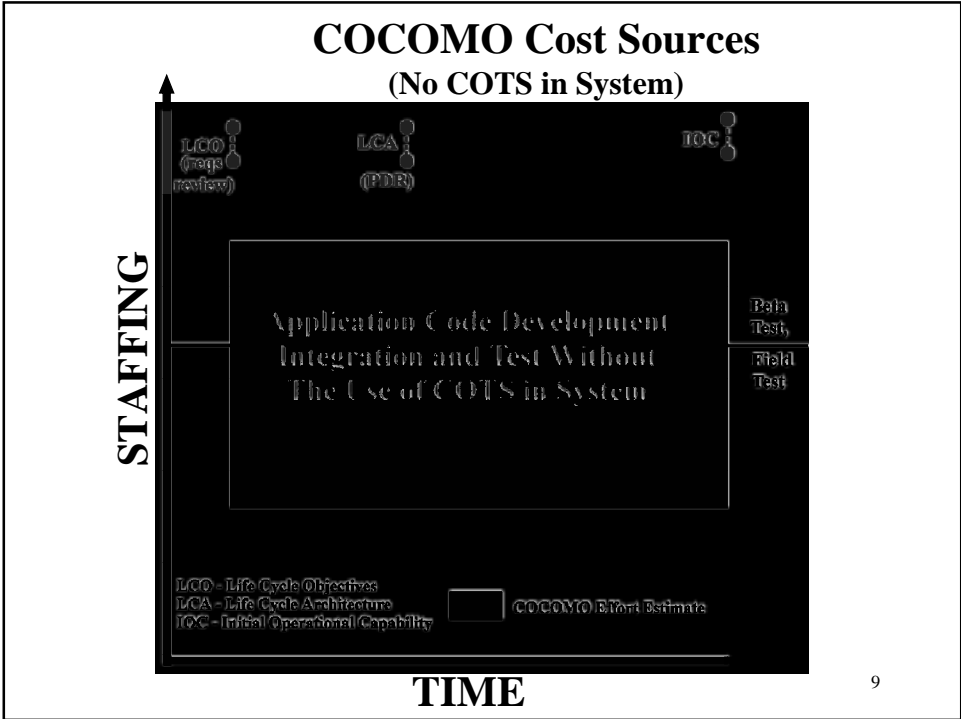 COCOMO Cost Sources
(No COTS in System)
LCO
(reqs
review)
LCA
(PDR)
IOC
STAFFING
Application Code Development
Integration and Test Without
The Use of COTS in System
Beta
Test,
Field
Test
LCO - Life Cycle Objectives
LCA - Life Cycle Architecture
IOC - Initial Operational Capability
COCOMO Effort Estimate
TIME
9